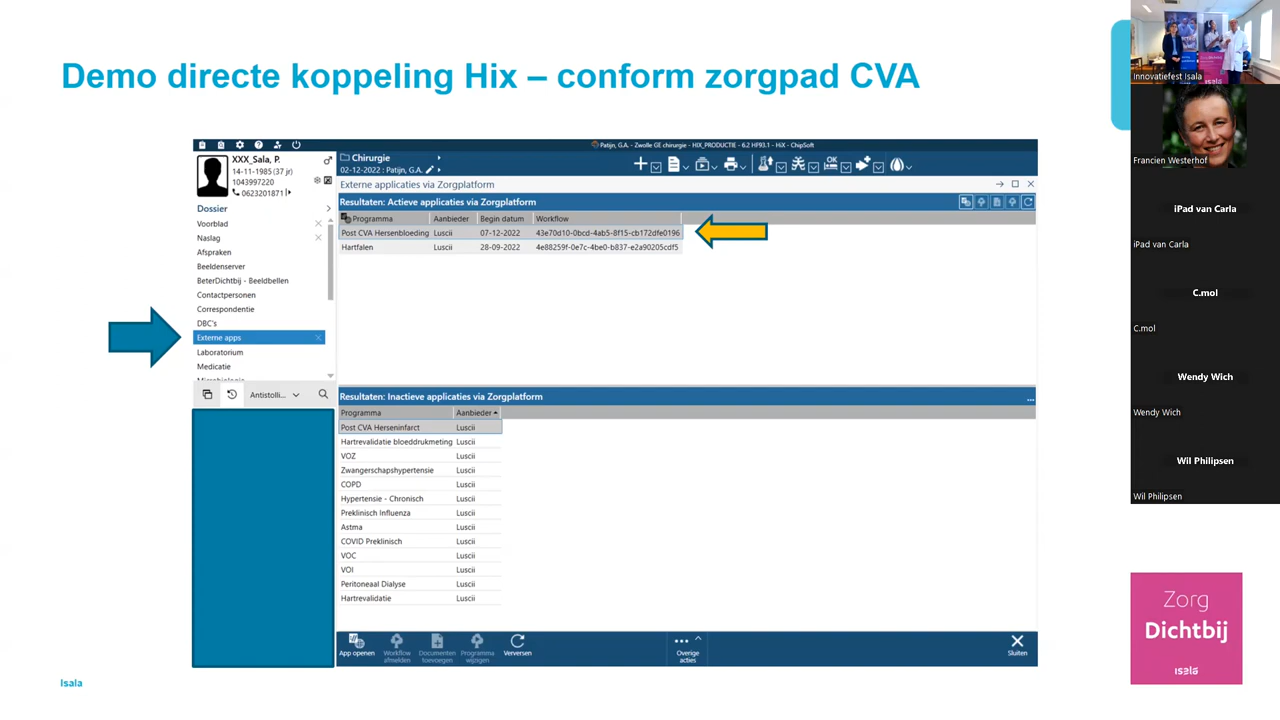 Demo directe koppeling Hix – conform zorgpad CVA
Patijn, G.A. - Zwolle GE chirurgie - HIX_PRODUCTIE - 6.2 HF93.1 - HiX - ChipSoft
XXX_Sala, P.
14-11-1985 (37 jr)
1043997220
0623201871
Dossier
Voorblad
Naslag
Afspraken
Beeldenserver
BeterDichtbij - Beeldbellen
Contactpersonen
Correspondentie
DBC's
Externe apps
Laboratorium
Medicatie
Antistolli...
Chirurgie
02-12-2022 : Patijn, G.A.
OK
Externe applicaties via Zorgplatform
Resultaten: Actieve applicaties via Zorgplatform
Programma Aanbieder Begin datum Workflow
Post CVA Hersenbloeding Luscii 07-12-2022 43e70d10-0bcd-4ab5-8f15-cb172dfe0196
Hartfalen Luscii 28-09-2022 4e88259f-0e7c-4be0-b837-e2a90205cdf5
Resultaten: Inactieve applicaties via Zorgplatform
Programma Aanbieder
Post CVA Herseninfarct Luscii
Hartrevalidatie bloeddrukmeting Luscii
VOZ Luscii
Zwangerschapshypertensie Luscii
COPD Luscii
Hypertensie - Chronisch Luscii
Preklinisch Influenza Luscii
Astma Luscii
COVID Preklinisch Luscii
VOC Luscii
VOI Luscii
Peritoneaal Dialyse Luscii
Hartrevalidatie Luscii
App openen
Workflow afmelden
Documenten toevoegen
Programma wijzigen
Verversen
Overige acties
Sluiten
Isala
Innovatiefest Isala
Francien Westerhof
iPad van Carla
iPad van Carla
C.mol
C.mol
Wendy Wich
Wendy Wich
Wil Philipsen
Wil Philipsen
Zorg
Dichtbij
isala